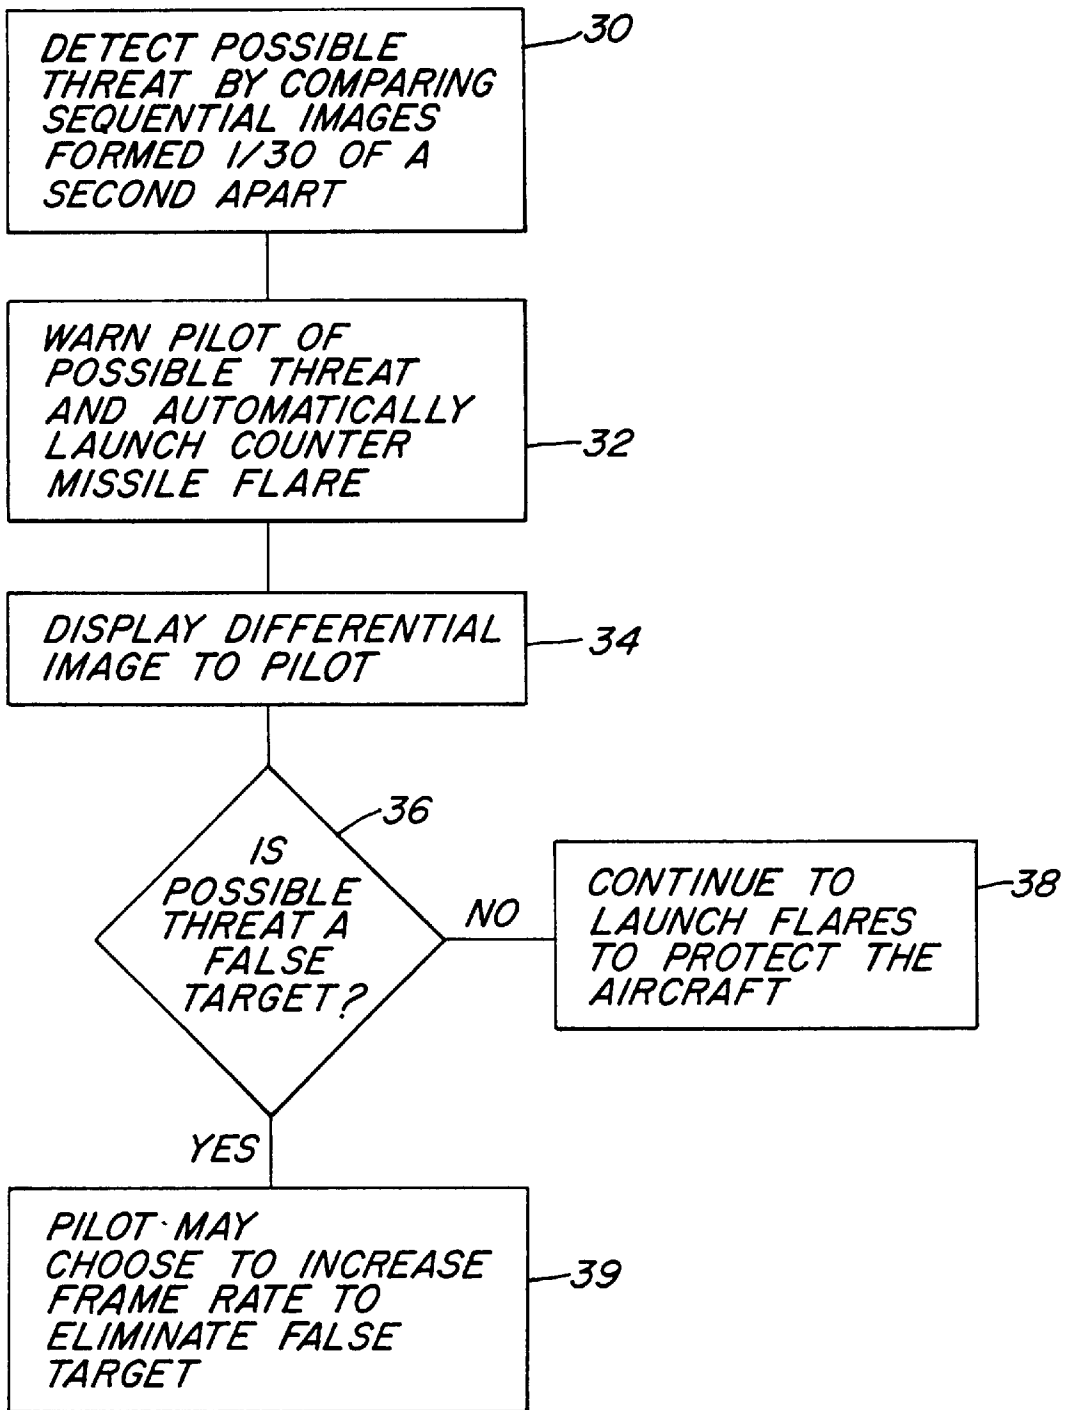 DETECT POSSIBLE
THREAT BY COMPARING
SEQUENTIAL IMAGES
FORMED 1/30 OF A
SECOND APART
30
WARN PILOT OF
POSSIBLE THREAT
AND AUTOMATICALLY
LAUNCH COUNTER
MISSILE FLARE
32
DISPLAY DIFFERENTIAL
IMAGE TO PILOT
34
IS
POSSIBLE
THREAT A
FALSE
TARGET?
36
NO
CONTINUE TO
LAUNCH FLARES
TO PROTECT THE
AIRCRAFT
38
YES
PILOT MAY
CHOOSE TO INCREASE
FRAME RATE TO
ELIMINATE FALSE
TARGET
39